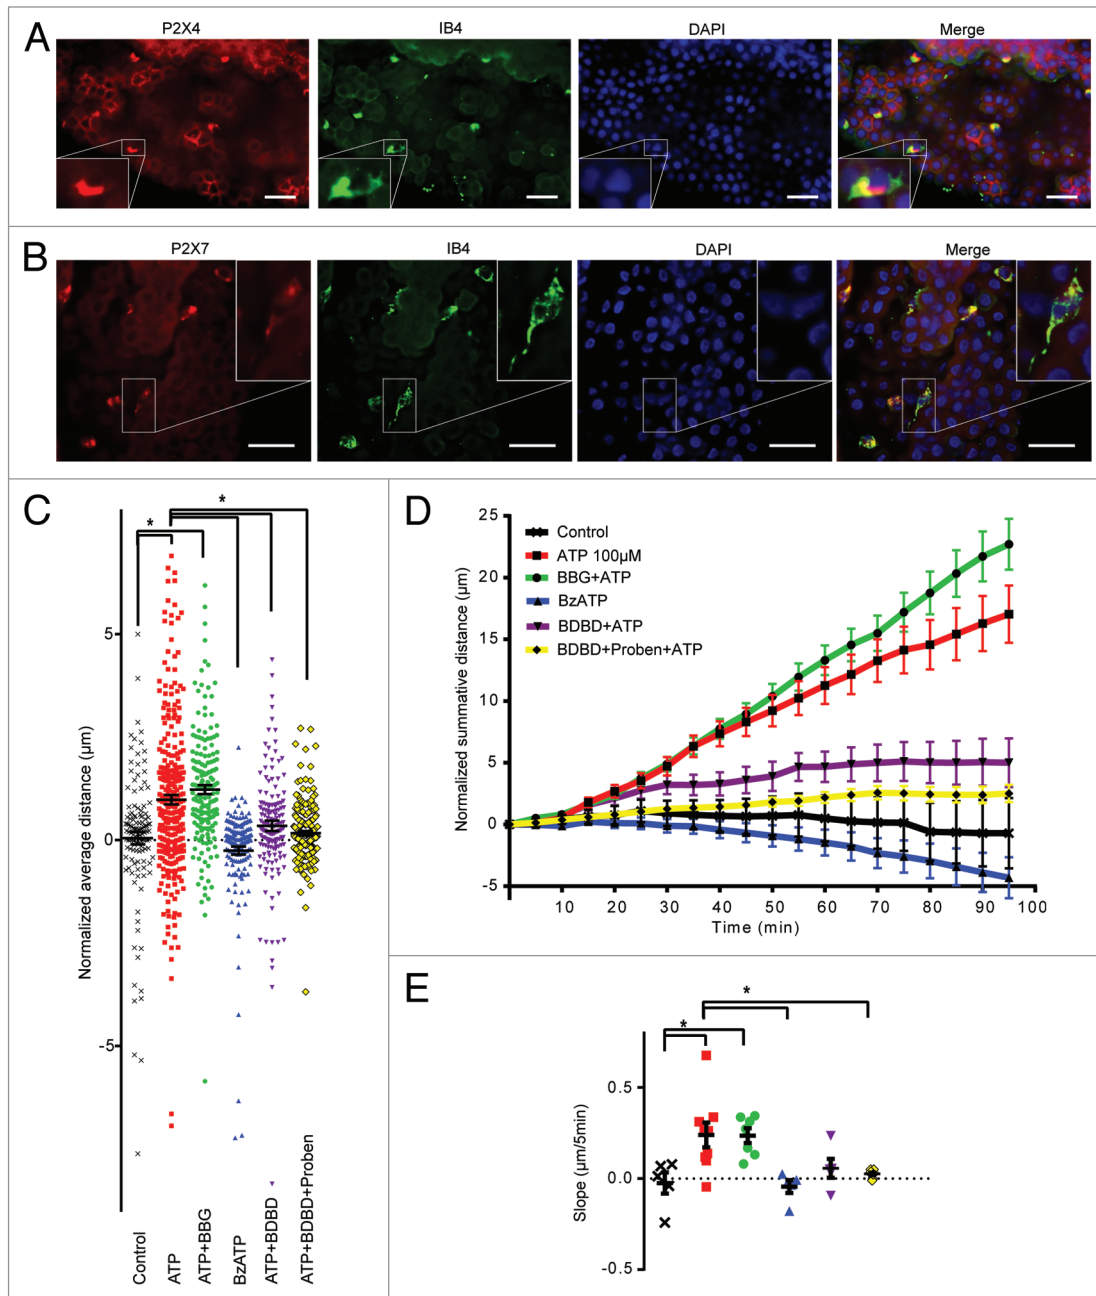 A
P2X4
IB4
DAPI
Merge
B
P2X7
IB4
DAPI
Merge
C
*
*
5
0
-5
Normalized average distance (µm)
Control
ATP
ATP+BBG
BzATP
ATP+BDBD
ATP+BDBD+Proben
D
25
20
15
10
5
0
-5
Normalized summative distance (µm)
Control
ATP 100µM
BBG+ATP
BzATP
BDBD+ATP
BDBD+Proben+ATP
10 20 30 40 50 60 70 80 90 100
Time (min)
E
*
*
0.5
0.0
-0.5
Slope (µm/5min)